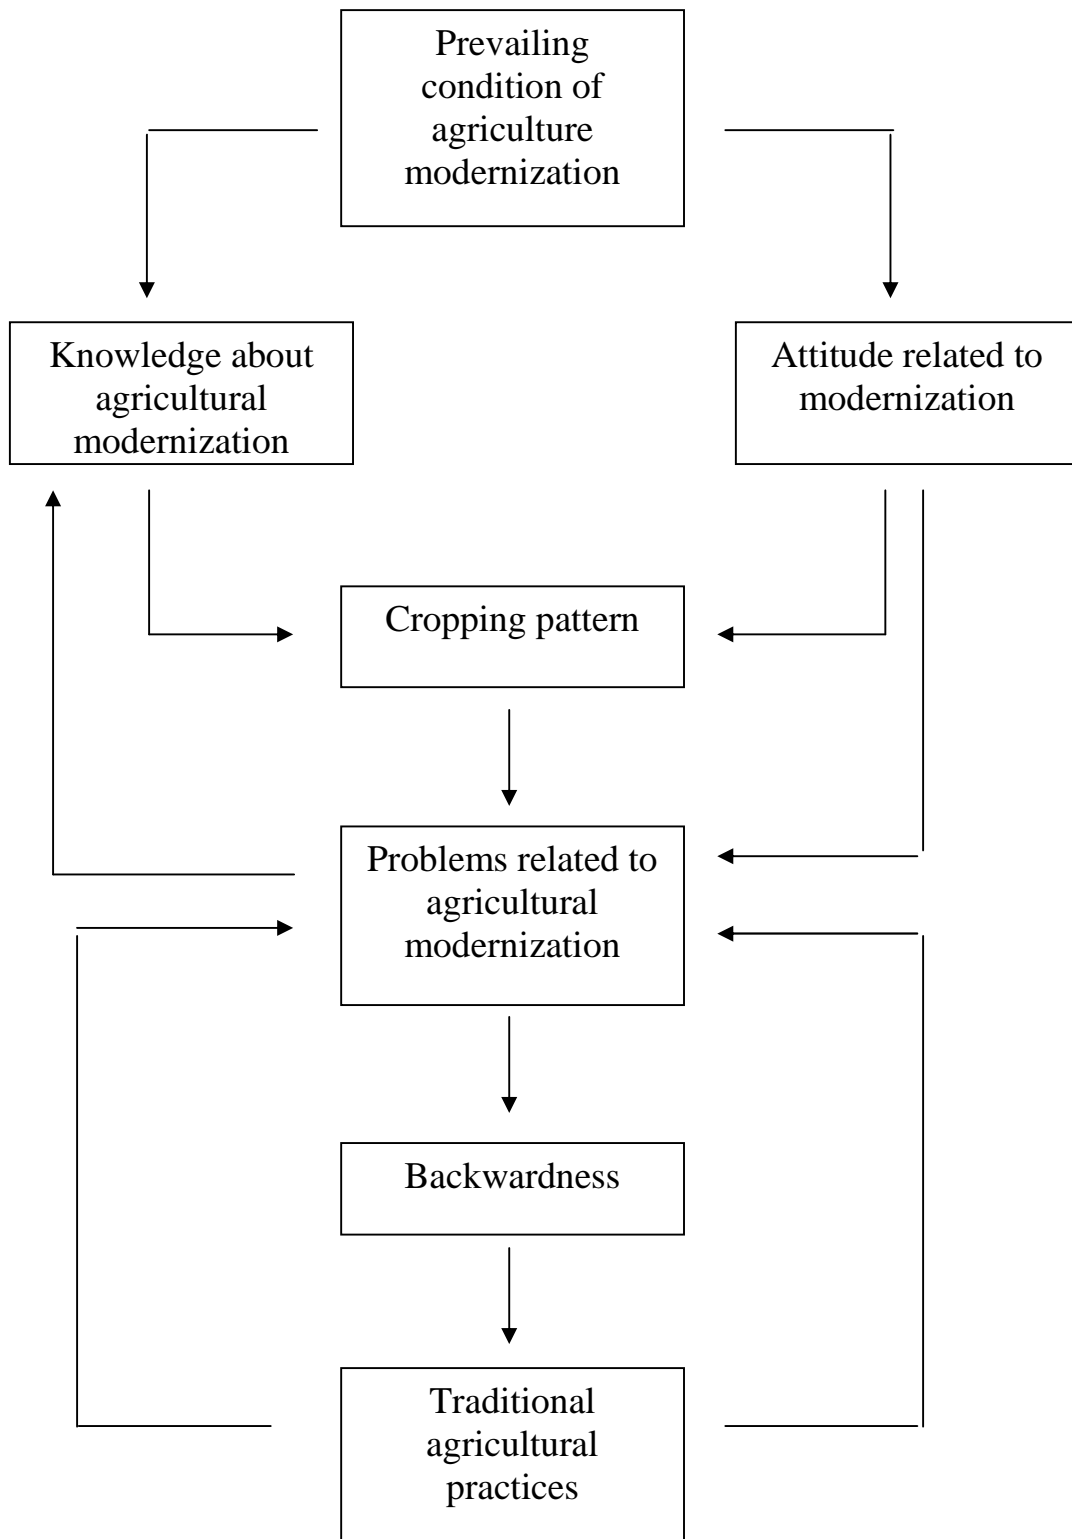 Prevailing
condition of
agriculture
modernization
Knowledge about
agricultural
modernization
Attitude related to
modernization
Cropping pattern
Problems related to
agricultural
modernization
Backwardness
Traditional
agricultural
practices